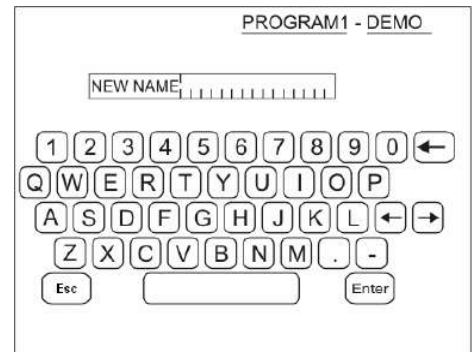 PROGRAM1 - DEMO
NEW NAME
1 2 3 4 5 6 7 8 9 0 ←
Q W E R T Y U I O P
A S D F G H J K L ← →
Z X C V B N M . -
Esc Enter